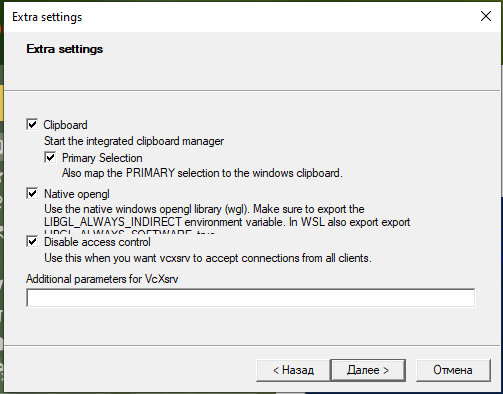 Extra settings
Extra settings
Clipboard
Start the integrated clipboard manager
Primary Selection
Also map the PRIMARY selection to the windows clipboard.
Native opengl
Use the native windows opengl library (wgl). Make sure to export the
LIBGL_ALWAYS_INDIRECT environment variable. In WSL also export export
Disable access control
Use this when you want vcxsrv to accept connections from all clients.
Additional parameters for VcXsrv
< Назад
Далее >
Отмена